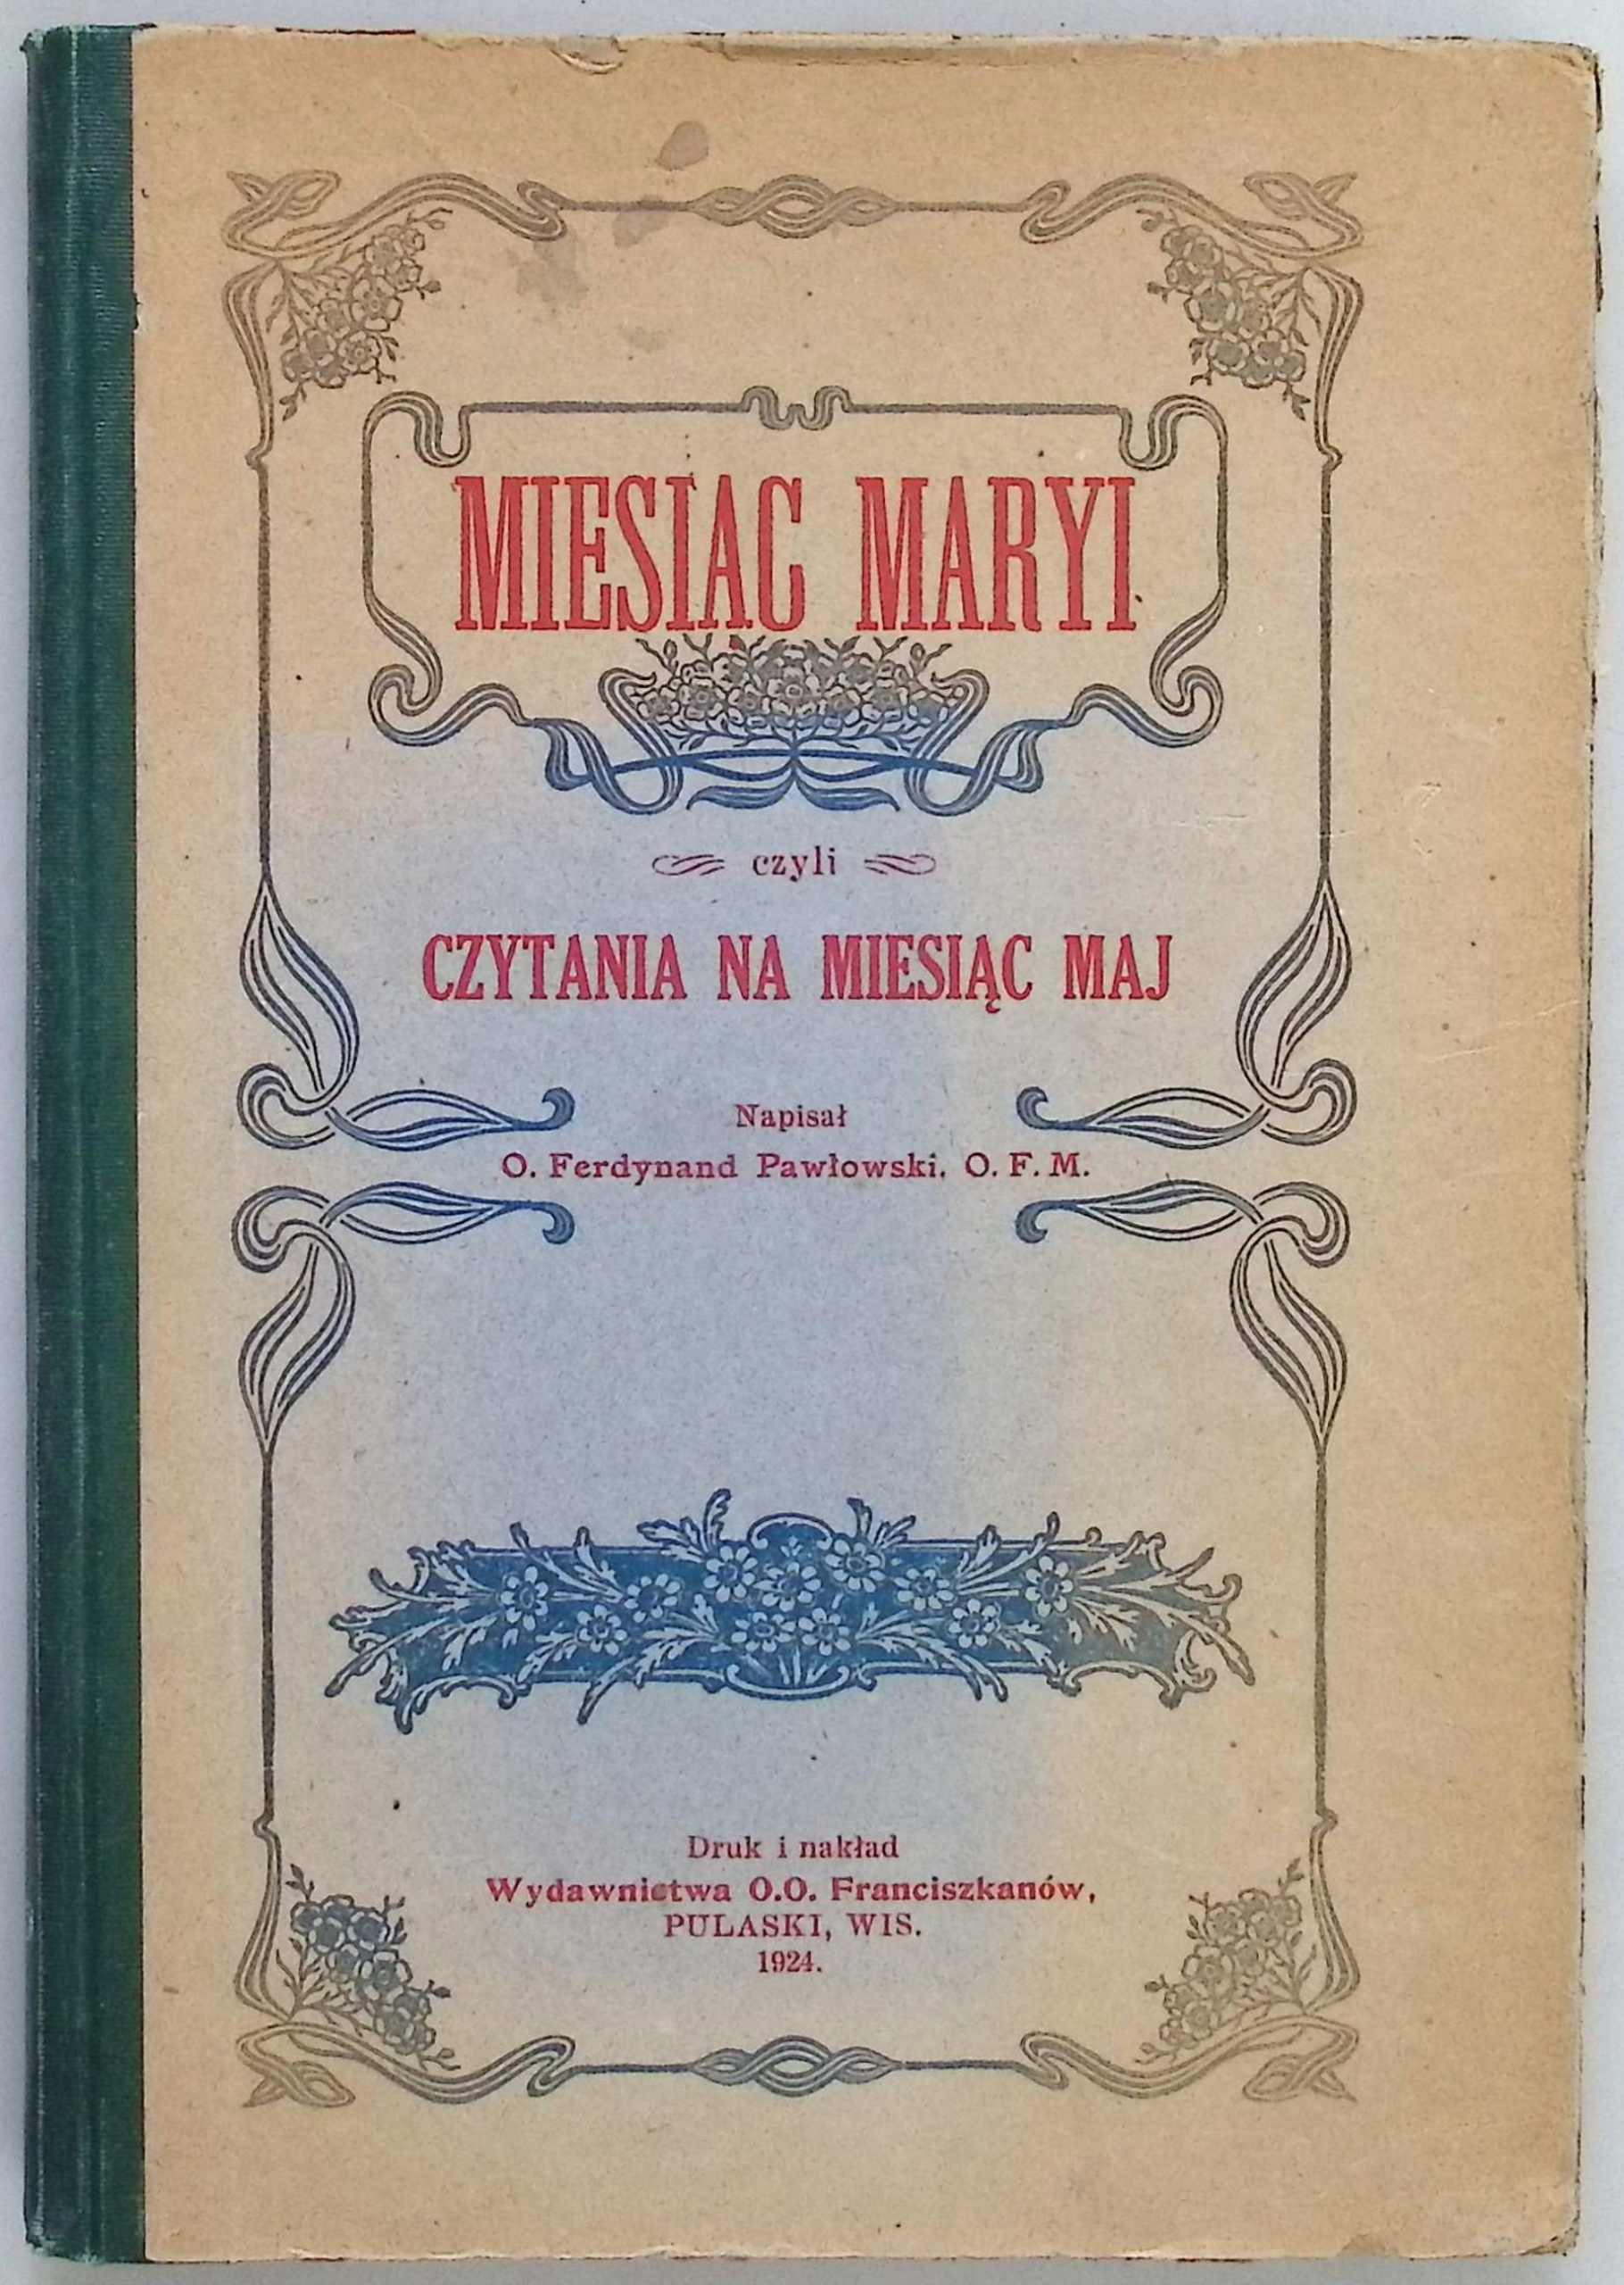 MIESIAC MARYI
czyli
CZYTANIA NA MIESIĄC MAJ
Napisał
O. Ferdynand Pawłowski. O. F. M.
Druk i nakład
Wydawnictwa O.O. Franciszkanów,
PULASKI, WIS.
1924.